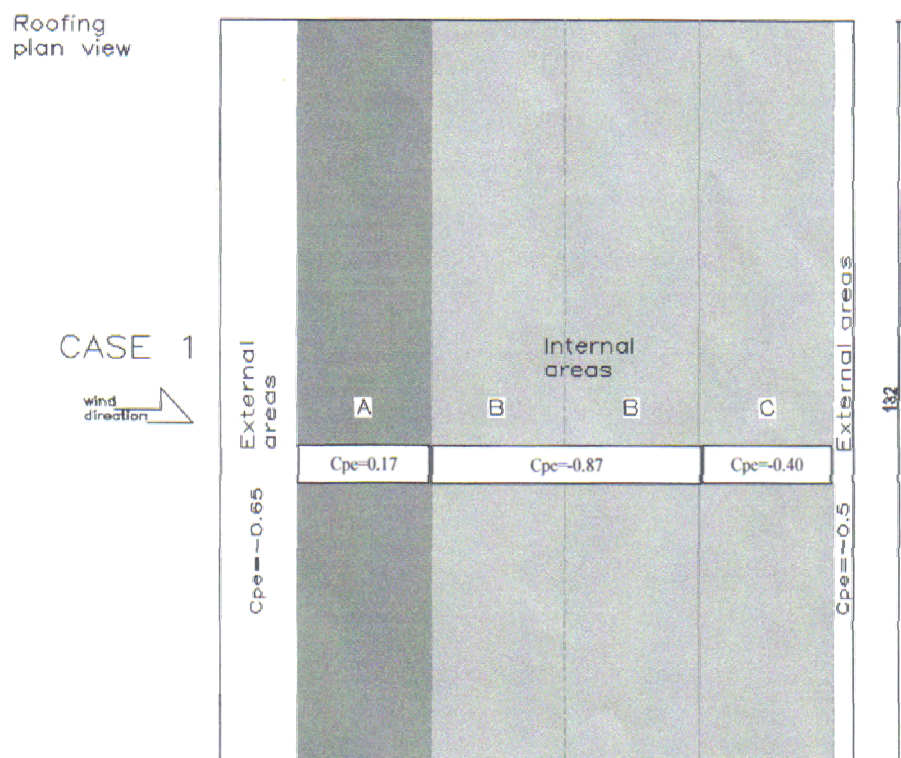 Roofing
plan view
CASE 1
wind
direction
External
areas
Cpe=-0.65
Internal
areas
A
B
B
C
Cpe=0.17
Cpe=-0.87
Cpe=-0.40
External areas
Cpe=-0.5
132